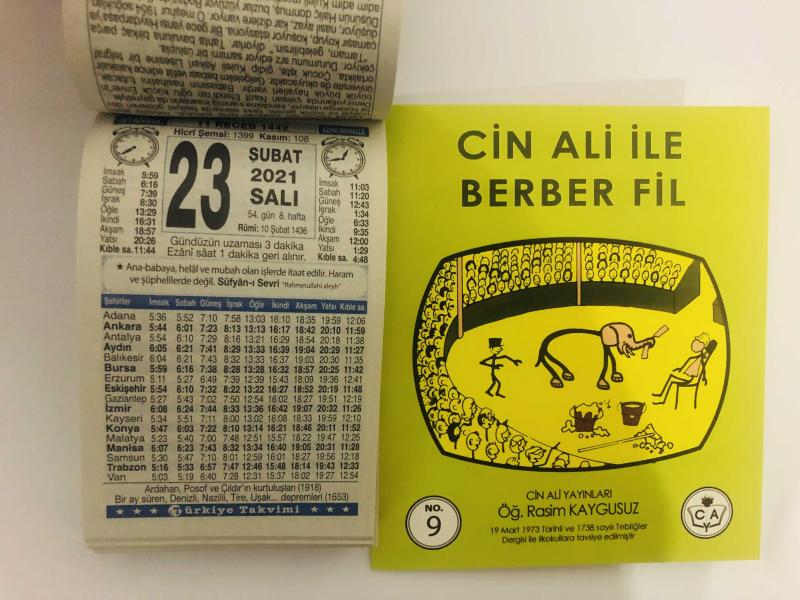 İSTANBUL
11 RECEB 1442
EZANİ MAHALLİ
Hicrî Şemsî: 1399 Kasım: 108
23
ŞUBAT
2021
SALI
54. gün 8. hafta
Rûmî: 10 Şubat 1436
İmsak 5:59
Sabah 6:16
Güneş 7:39
İşrak 8:30
Öğle 13:29
İkindi 16:31
Akşam 18:57
Yatsı 20:26
Kıble sa. 11:44
İmsak 11:03
Sabah 11:20
Güneş 12:43
İşrak 1:34
Öğle 6:33
İkindi 9:35
Akşam 12:00
Yatsı 1:29
Kıble sa. 4:48
Gündüzün uzaması 3 dakika
Ezânî sâat 1 dakika geri alınır.
★ Ana-babaya, helâl ve mubah olan işlerde itaat edilir. Haram
ve şüphelilerde değil. Süfyân-ı Sevrî "Rahmetullahi aleyh"
Şehirler İmsak Sabah Güneş İşrak Öğle İkindi Akşam Yatsı Kıble sa
Adana 5:36 5:52 7:10 7:58 13:03 16:10 18:35 19:59 12:06
Ankara 5:44 6:01 7:23 8:13 13:13 16:17 18:42 20:10 11:59
Antalya 5:54 6:10 7:29 8:16 13:21 16:29 18:54 20:18 11:38
Aydın 6:05 6:21 7:41 8:29 13:33 16:39 19:04 20:29 11:27
Balıkesir 6:04 6:21 7:43 8:32 13:33 16:37 19:03 20:30 11:35
Bursa 5:59 6:16 7:38 8:28 13:28 16:32 18:57 20:25 11:42
Erzurum 5:11 5:27 6:49 7:39 12:39 15:43 18:09 19:36 12:41
Eskişehir 5:54 6:10 7:32 8:22 13:22 16:27 18:52 20:19 11:48
Gaziantep 5:27 5:43 7:02 7:50 12:54 16:02 18:27 19:51 12:19
İzmir 6:08 6:24 7:44 8:33 13:36 16:42 19:07 20:32 11:26
Kayseri 5:34 5:51 7:11 8:00 13:02 16:08 18:33 19:59 12:10
Konya 5:47 6:03 7:22 8:10 13:14 16:21 18:46 20:11 11:52
Malatya 5:23 5:40 7:00 7:48 12:51 15:57 18:22 19:47 12:25
Manisa 6:07 6:23 7:43 8:32 13:34 16:40 19:05 20:31 11:28
Samsun 5:30 5:47 7:10 8:01 12:59 16:01 18:27 19:56 12:18
Trabzon 5:16 5:33 6:57 7:47 12:46 15:48 18:14 19:43 12:33
Van 5:03 5:19 6:40 7:28 12:31 15:37 18:02 19:27 12:54
Ardahan, Posof ve Çıldır'ın kurtuluşları (1918)
Bir ay süren, Denizli, Nazilli, Tire, Uşak... depremleri (1653)
Türkiye Takvimi
CİN ALİ İLE
BERBER FİL
CİN ALİ YAYINLARI
Öğ. Rasim KAYGUSUZ
19 Mart 1973 Tarihli ve 1738 sayılı Tebliğler
Dergisi ile ilkokullara tavsiye edilmiştir
NO.
9
C A